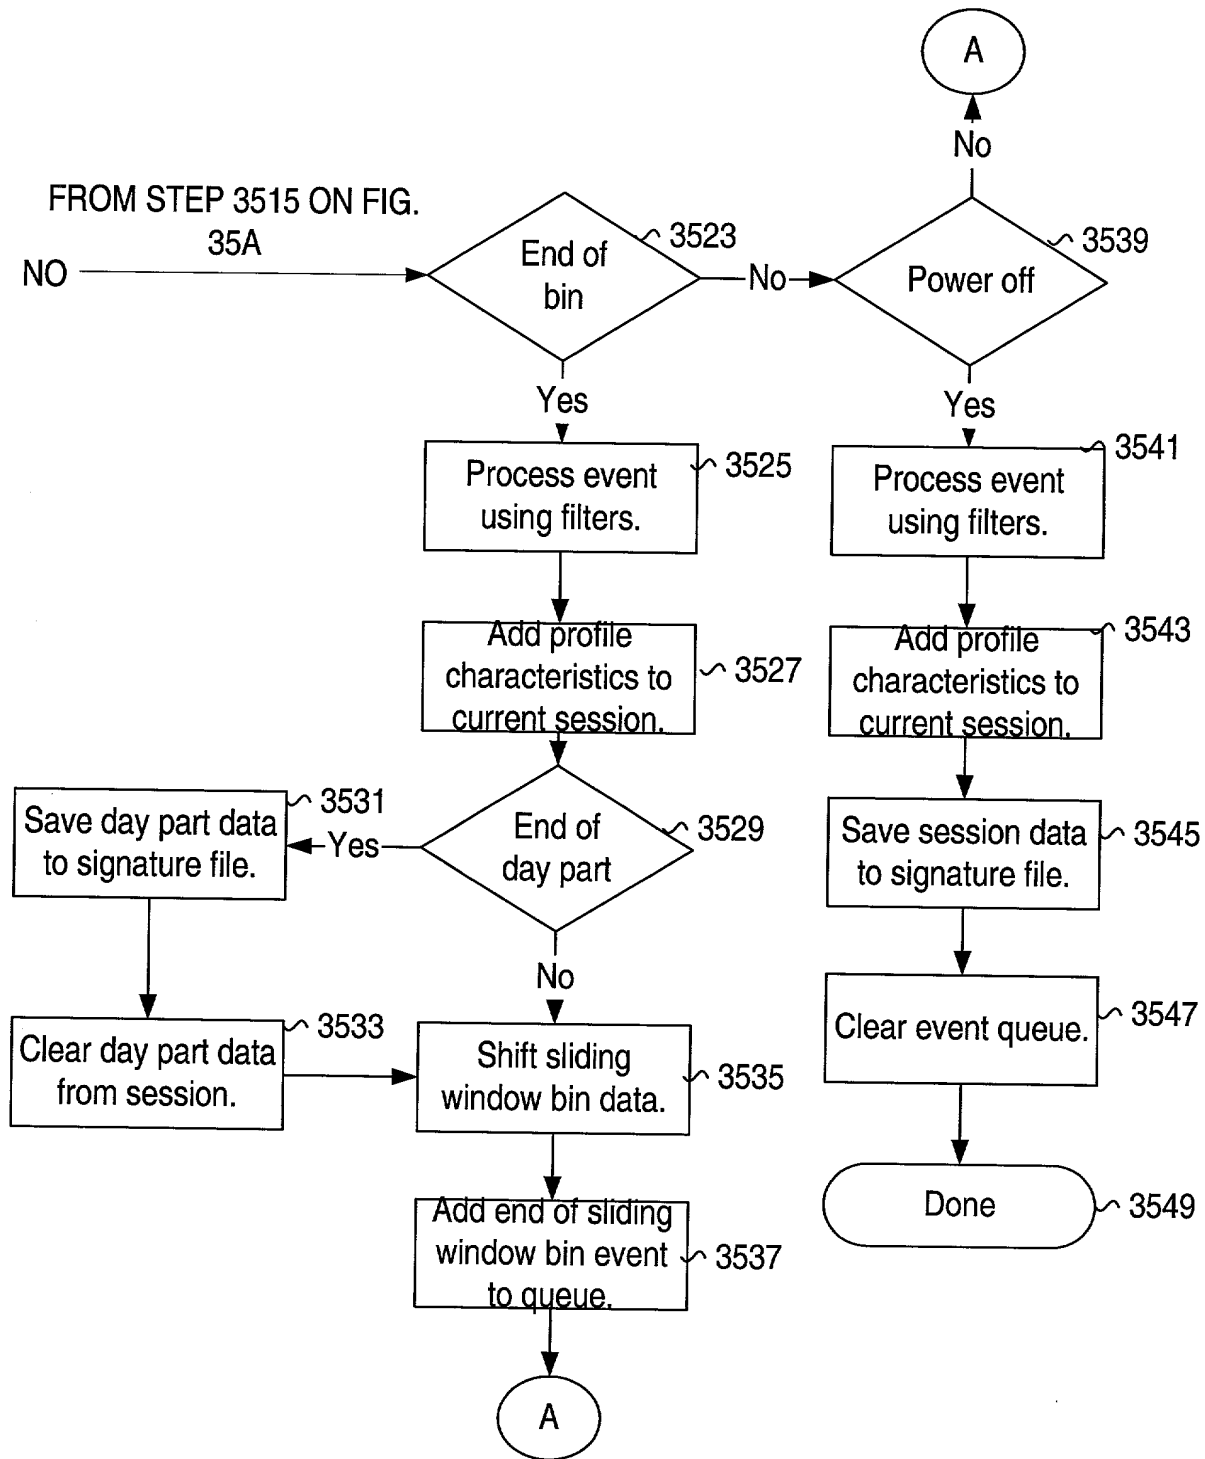 A
No
FROM STEP 3515 ON FIG.
35A
NO
End of
bin
3523
No
Power off
3539
Yes
Yes
Process event
using filters.
3525
Process event
using filters.
3541
Add profile
characteristics to
current session.
3527
Add profile
characteristics to
current session.
3543
Save day part data
to signature file.
3531
Yes
End of
day part
3529
Save session data
to signature file.
3545
No
Clear day part data
from session.
3533
Shift sliding
window bin data.
3535
Clear event queue.
3547
Add end of sliding
window bin event
to queue.
3537
Done
3549
A